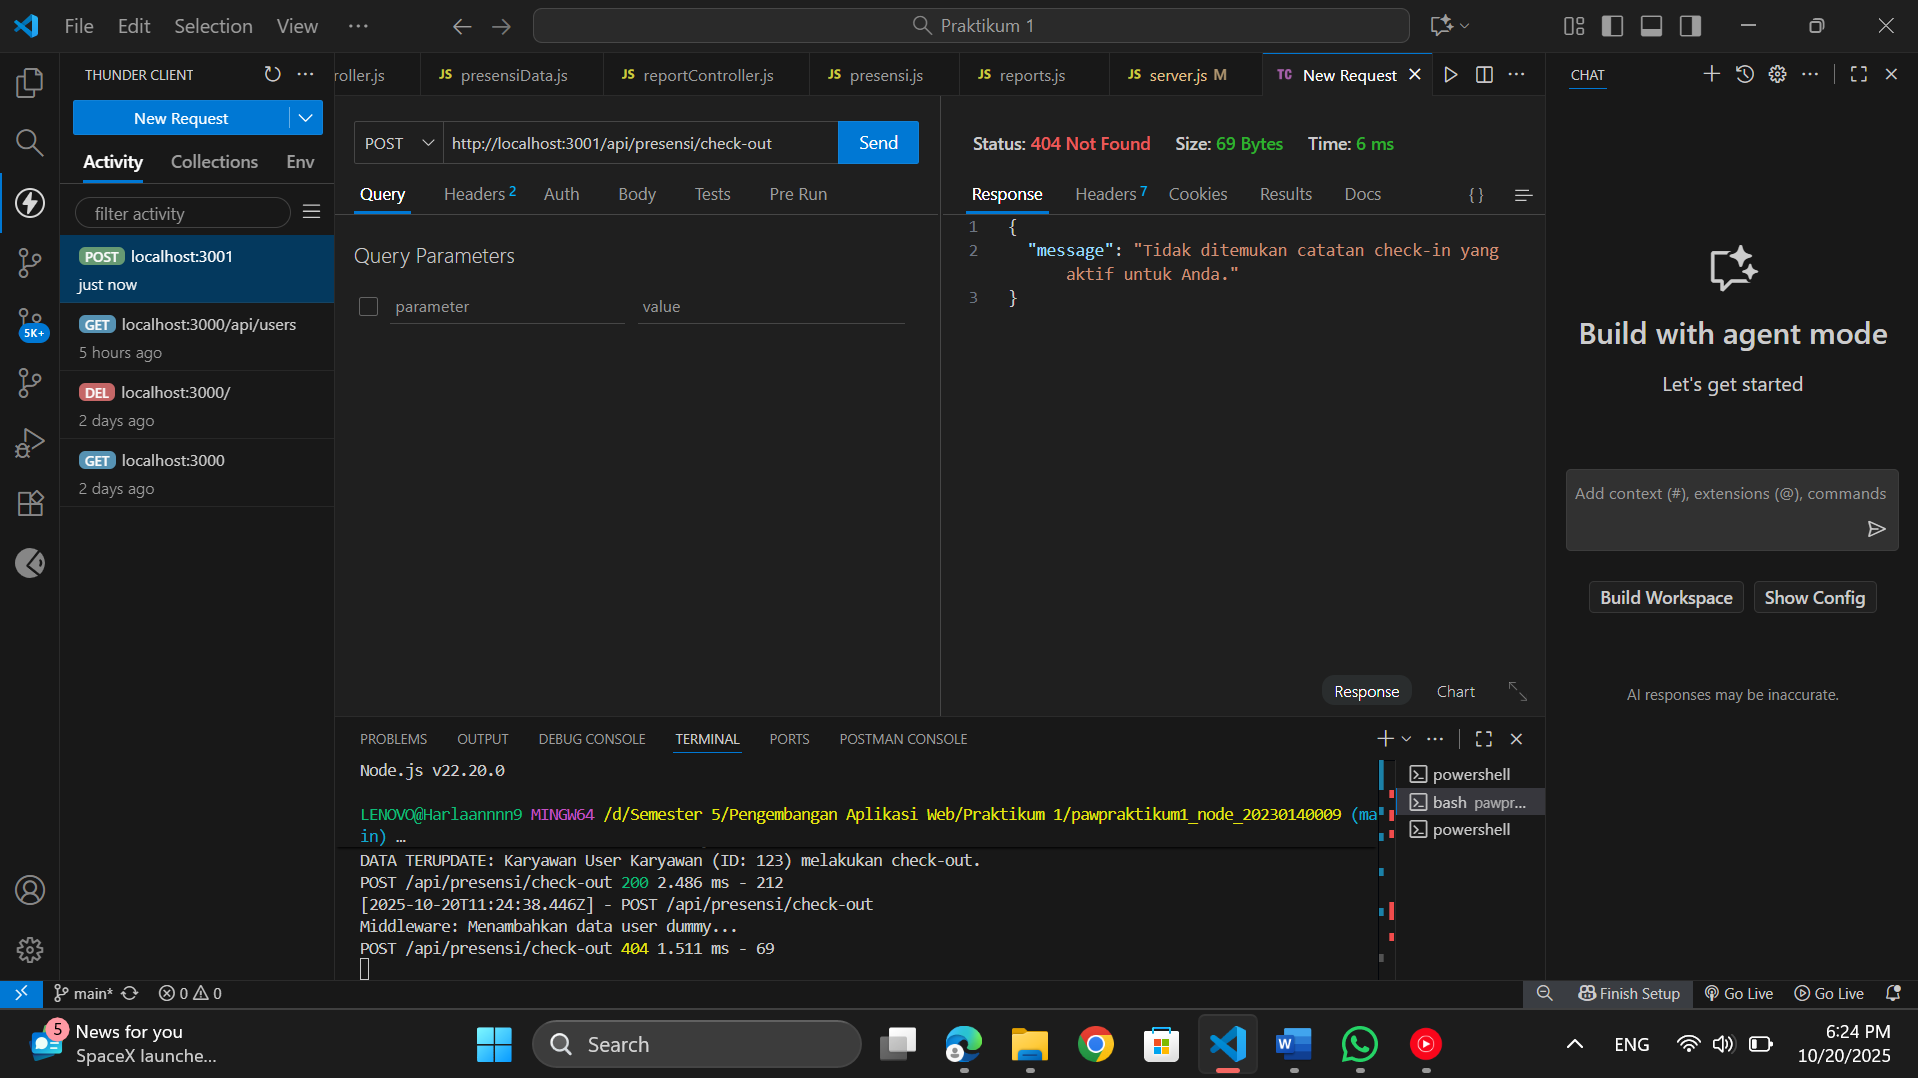 File Edit Selection View ···
Praktikum 1
THUNDER CLIENT
New Request
Activity Collections Env
filter activity
POST localhost:3001
just now
GET localhost:3000/api/users
5 hours ago
DEL localhost:3000/
2 days ago
GET localhost:3000
2 days ago
5K+
roller.js
JS presensiData.js
JS reportController.js
JS presensi.js
JS reports.js
JS server.js M
TC New Request
POST http://localhost:3001/api/presensi/check-out Send
Query Headers 2 Auth Body Tests Pre Run
Query Parameters
parameter value
Status: 404 Not Found Size: 69 Bytes Time: 6 ms
Response Headers 7 Cookies Results Docs { }
1 {
2 "message": "Tidak ditemukan catatan check-in yang
aktif untuk Anda."
3 }
Response Chart
CHAT
Build with agent mode
Let's get started
Add context (#), extensions (@), commands
Build Workspace Show Config
AI responses may be inaccurate.
PROBLEMS OUTPUT DEBUG CONSOLE TERMINAL PORTS POSTMAN CONSOLE
Node.js v22.20.0
LENOVO@Harlaannnn9 MINGW64 /d/Semester 5/Pengembangan Aplikasi Web/Praktikum 1/pawpraktikum1_node_20230140009 (ma
in) …
DATA TERUPDATE: Karyawan User Karyawan (ID: 123) melakukan check-out.
POST /api/presensi/check-out 200 2.486 ms - 212
[2025-10-20T11:24:38.446Z] - POST /api/presensi/check-out
Middleware: Menambahkan data user dummy...
POST /api/presensi/check-out 404 1.511 ms - 69
powershell
bash pawpr...
powershell
main* 0 0
Finish Setup Go Live Go Live
5
News for you
SpaceX launche...
Search
W
ENG
6:24 PM
10/20/2025